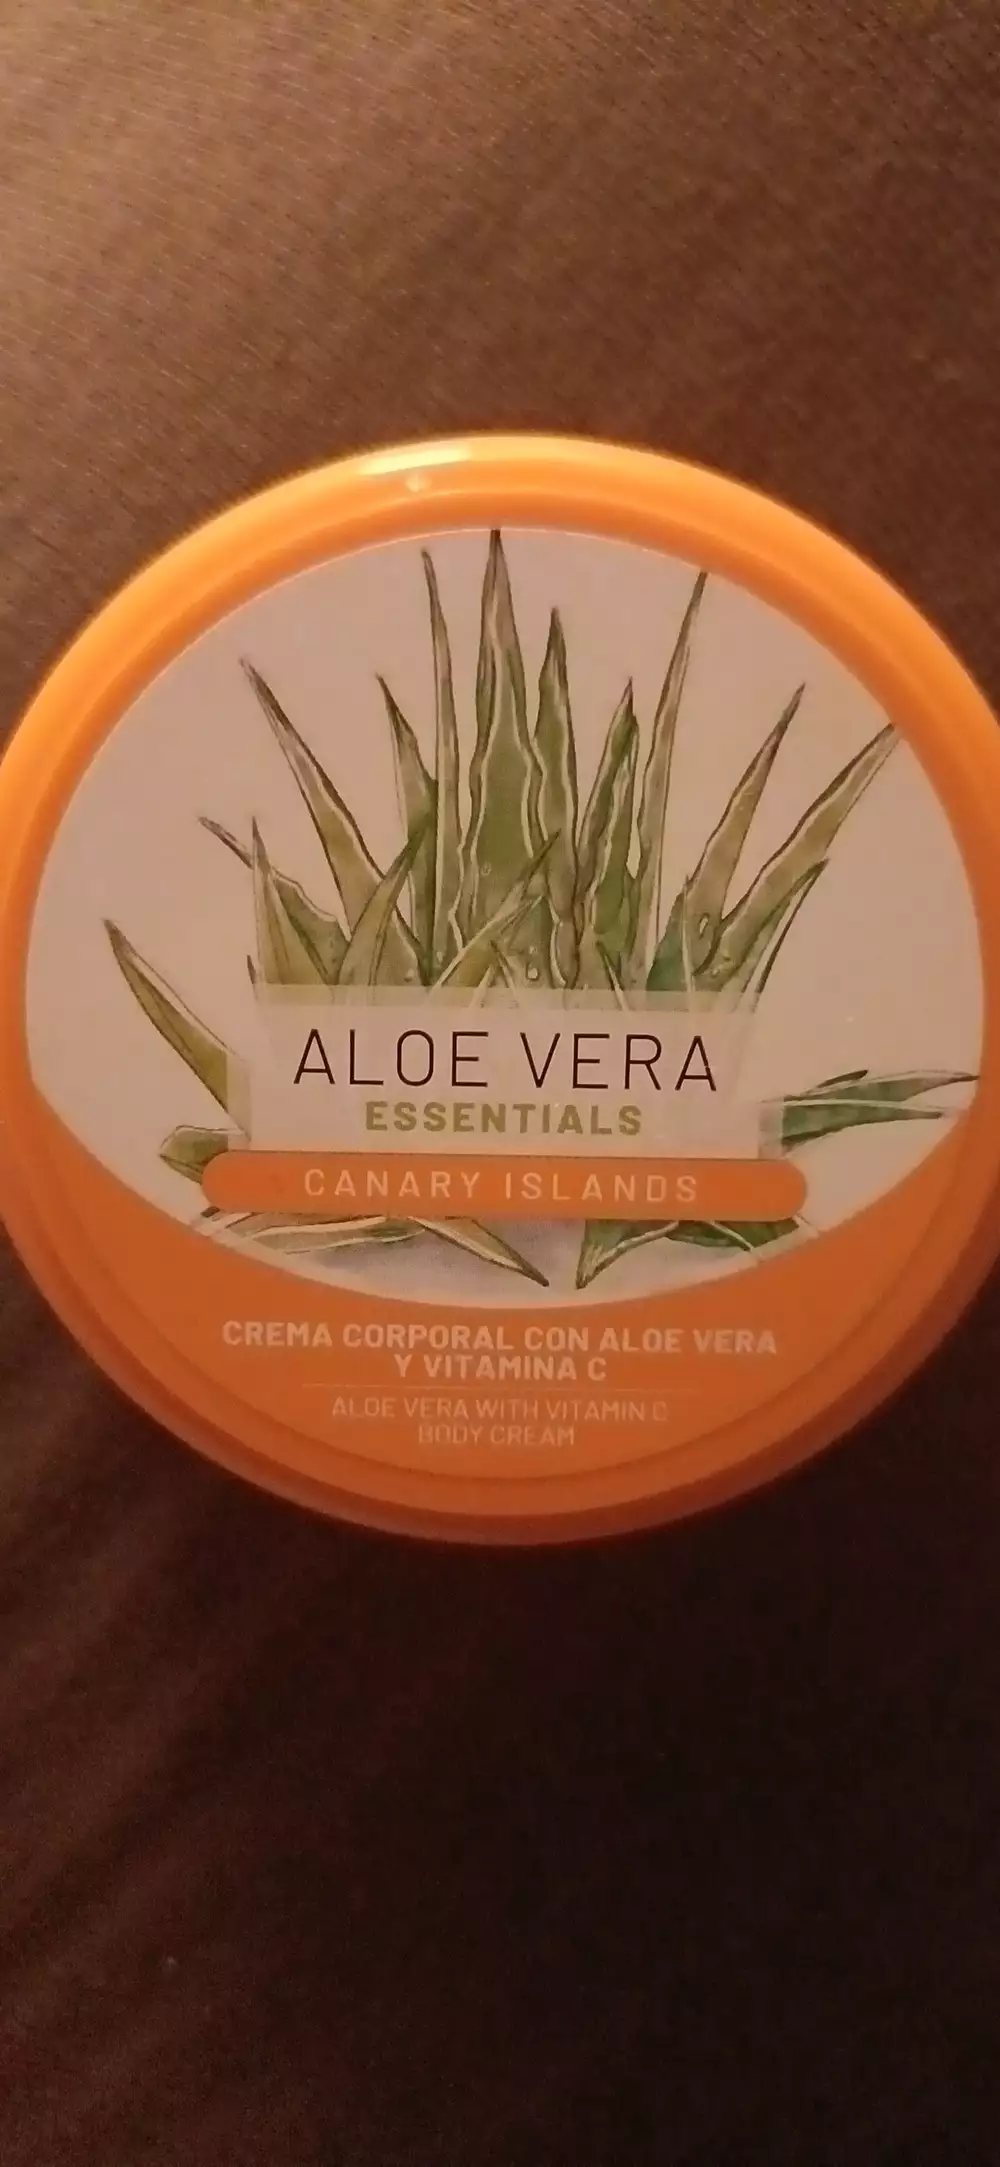 ALOE VERA
ESSENTIALS
CANARY ISLANDS
CREMA CORPORAL CON ALOE VERA
Y VITAMINA C
ALOE VERA WITH VITAMIN C
BODY CREAM